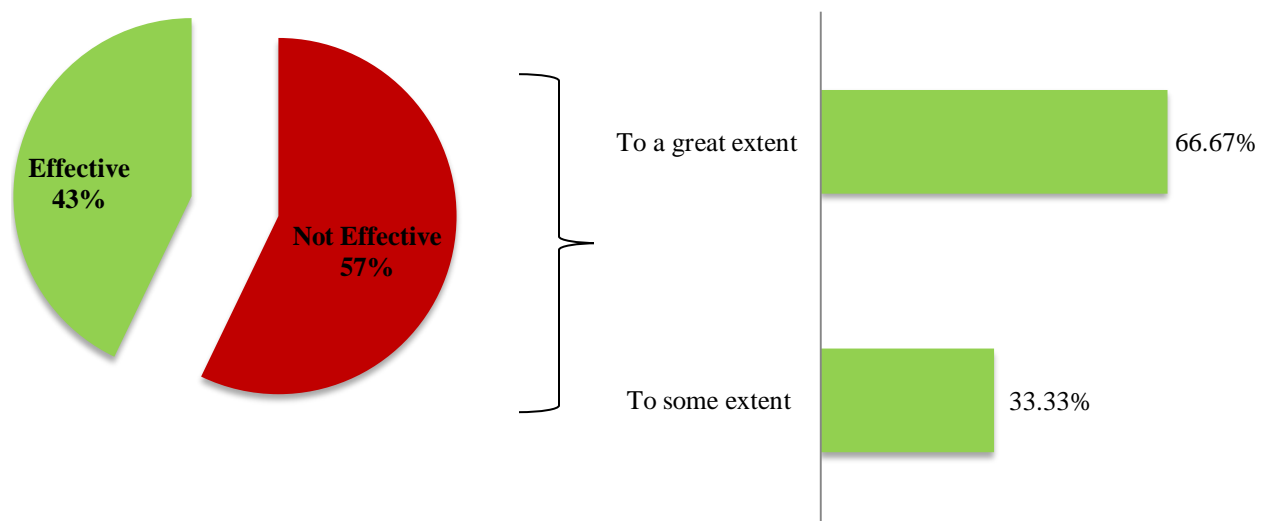 Effective
43%
Not Effective
57%
To a great extent
66.67%
To some extent
33.33%